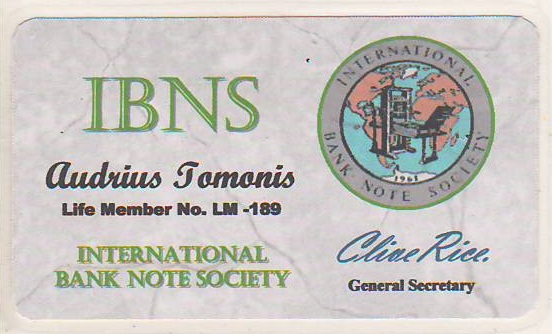 IBNS
Audrius Tomonis
Life Member No. LM -189
INTERNATIONAL
BANK NOTE SOCIETY
INTERNATIONAL
BANK NOTE SOCIETY
1961
Clive Rice.
General Secretary